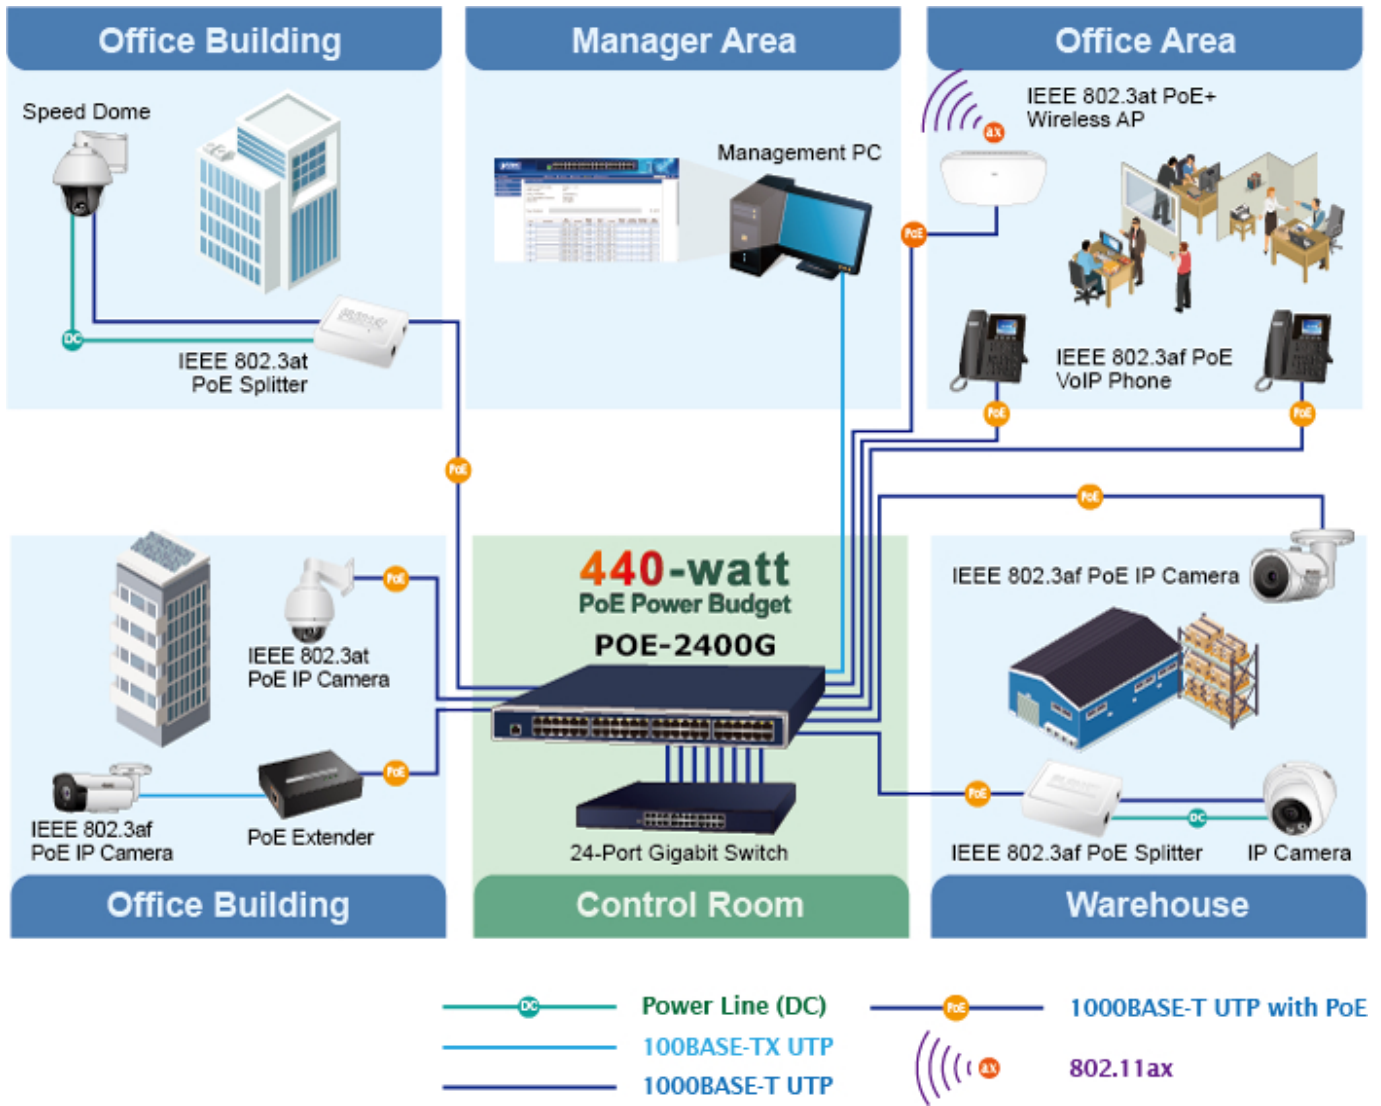 Office Building
Manager Area
Office Area
Speed Dome
DC
IEEE 802.3at
PoE Splitter
PoE
Management PC
IEEE 802.3at PoE+
Wireless AP
ax
PoE
IEEE 802.3af PoE
VoIP Phone
PoE
PoE
PoE
IEEE 802.3at
PoE IP Camera
PoE
IEEE 802.3af
PoE IP Camera
PoE Extender
PoE
Office Building
440-watt
PoE Power Budget
POE-2400G
24-Port Gigabit Switch
Control Room
IEEE 802.3af PoE IP Camera
PoE
DC
IEEE 802.3af PoE Splitter
IP Camera
Warehouse
DC
Power Line (DC)
PoE
1000BASE-T UTP with PoE
100BASE-TX UTP
1000BASE-T UTP
ax
802.11ax